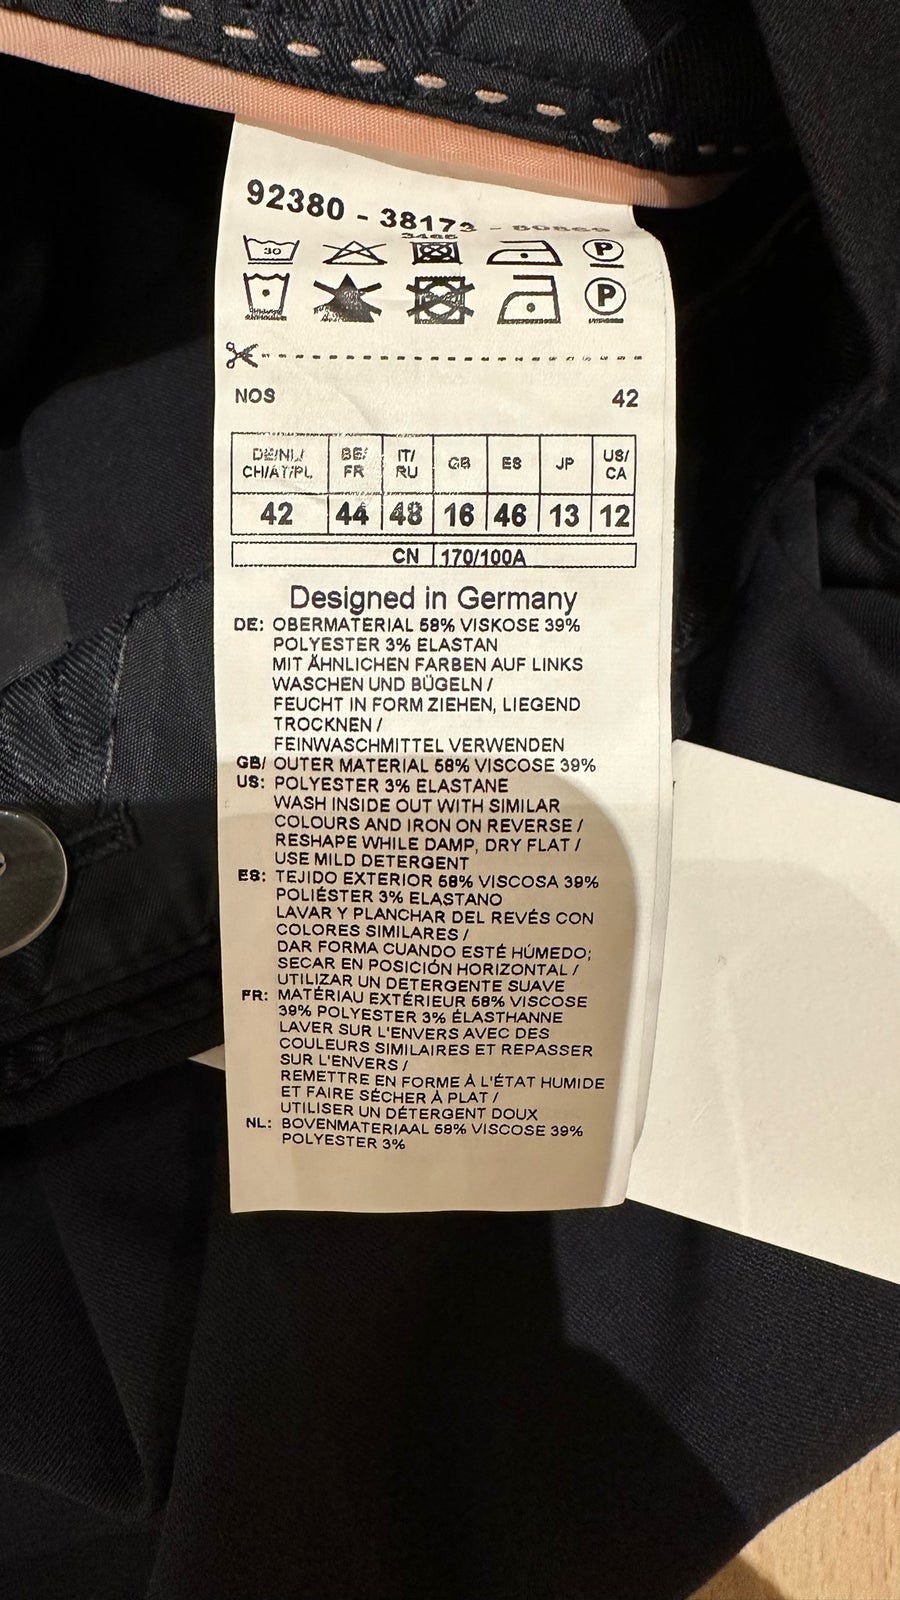 92380 - 38173 - 80869
3465
30
P
P
NOS 42
DE/NL/ CH/AT/PL BE/ FR IT/ RU GB ES JP US/ CA
42 44 48 16 46 13 12
CN 170/100A
Designed in Germany
DE: OBERMATERIAL 58% VISKOSE 39%
POLYESTER 3% ELASTAN
MIT ÄHNLICHEN FARBEN AUF LINKS
WASCHEN UND BÜGELN /
FEUCHT IN FORM ZIEHEN, LIEGEND
TROCKNEN /
FEINWASCHMITTEL VERWENDEN
GB/ OUTER MATERIAL 58% VISCOSE 39%
US: POLYESTER 3% ELASTANE
WASH INSIDE OUT WITH SIMILAR
COLOURS AND IRON ON REVERSE /
RESHAPE WHILE DAMP, DRY FLAT /
USE MILD DETERGENT
ES: TEJIDO EXTERIOR 58% VISCOSA 39%
POLIÉSTER 3% ELASTANO
LAVAR Y PLANCHAR DEL REVÉS CON
COLORES SIMILARES /
DAR FORMA CUANDO ESTÉ HÚMEDO;
SECAR EN POSICIÓN HORIZONTAL /
UTILIZAR UN DETERGENTE SUAVE
FR: MATÉRIAU EXTÉRIEUR 58% VISCOSE
39% POLYESTER 3% ÉLASTHANNE
LAVER SUR L'ENVERS AVEC DES
COULEURS SIMILAIRES ET REPASSER
SUR L'ENVERS /
REMETTRE EN FORME À L'ÉTAT HUMIDE
ET FAIRE SÉCHER À PLAT /
UTILISER UN DÉTERGENT DOUX
NL: BOVENMATERIAAL 58% VISCOSE 39%
POLYESTER 3%